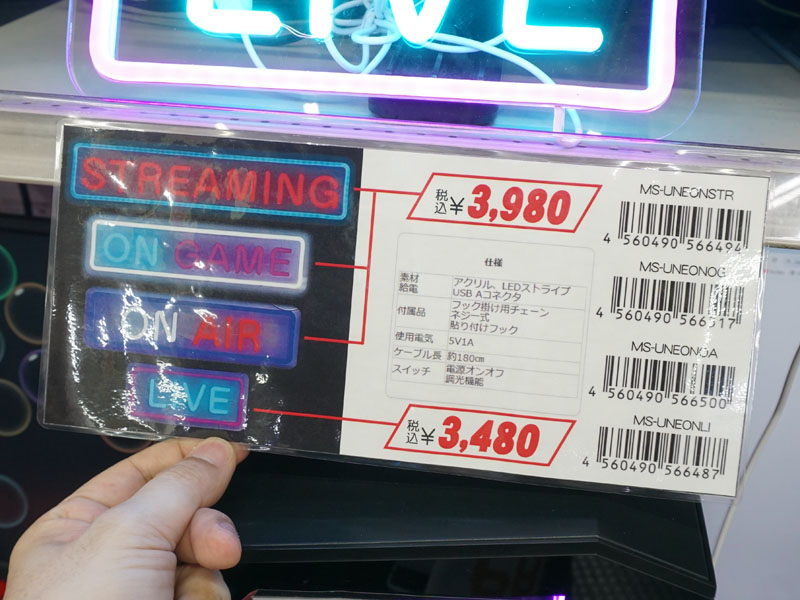 LIVE
STREAMING
ON GAME
ON AIR
LIVE
税込 ¥3,980
仕様
素材 アクリル、LEDストライプ
給電 USB Aコネクタ
付属品 フック掛け用チェーン
ネジ一式
貼り付けフック
使用電気 5V1A
ケーブル長 約180cm
スイッチ 電源オンオフ
調光機能
税込 ¥3,480
MS-UNEONSTR
4 560490 566494
MS-UNEONOG
4 560490 566517
MS-UNEONOA
4 560490 566500
MS-UNEONLI
4 560490 566487